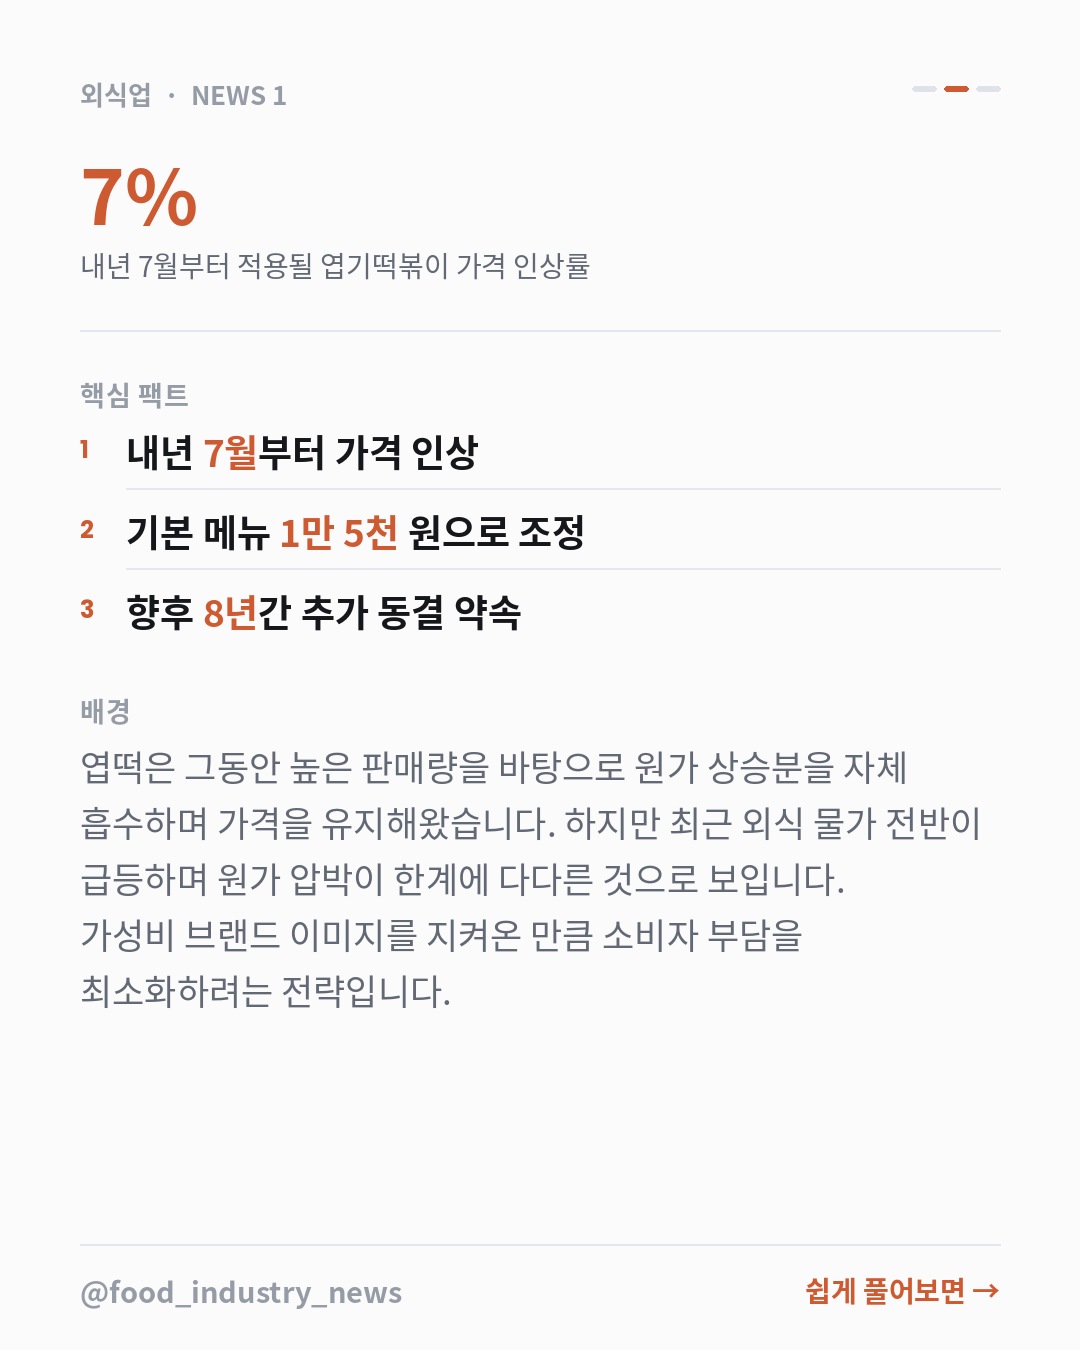 외식업 · NEWS 1
7%
내년 7월부터 적용될 엽기떡볶이 가격 인상률
핵심 팩트
1 내년 7월부터 가격 인상
2 기본 메뉴 1만 5천 원으로 조정
3 향후 8년간 추가 동결 약속
배경
엽떡은 그동안 높은 판매량을 바탕으로 원가 상승분을 자체
흡수하며 가격을 유지해왔습니다. 하지만 최근 외식 물가 전반이
급등하며 원가 압박이 한계에 다다른 것으로 보입니다.
가성비 브랜드 이미지를 지켜온 만큼 소비자 부담을
최소화하려는 전략입니다.
@food_industry_news
쉽게 풀어보면 →